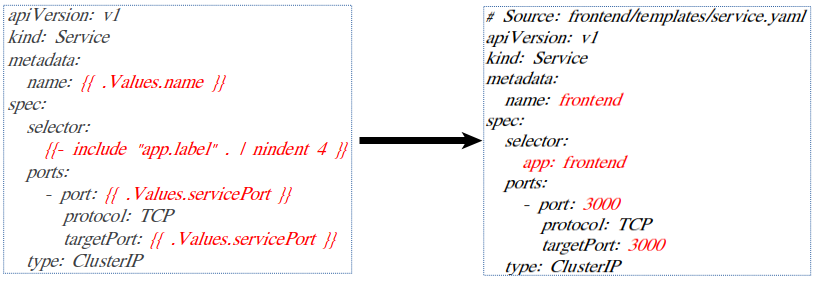 apiVersion: v1
kind: Service
metadata:
  name: {{ .Values.name }}
spec:
  selector:
    {{- include "app.label" . | nindent 4 }}
  ports:
    - port: {{ .Values.servicePort }}
      protocol: TCP
      targetPort: {{ .Values.servicePort }}
  type: ClusterIP
# Source: frontend/templates/service.yaml
apiVersion: v1
kind: Service
metadata:
  name: frontend
spec:
  selector:
    app: frontend
  ports:
    - port: 3000
      protocol: TCP
      targetPort: 3000
  type: ClusterIP